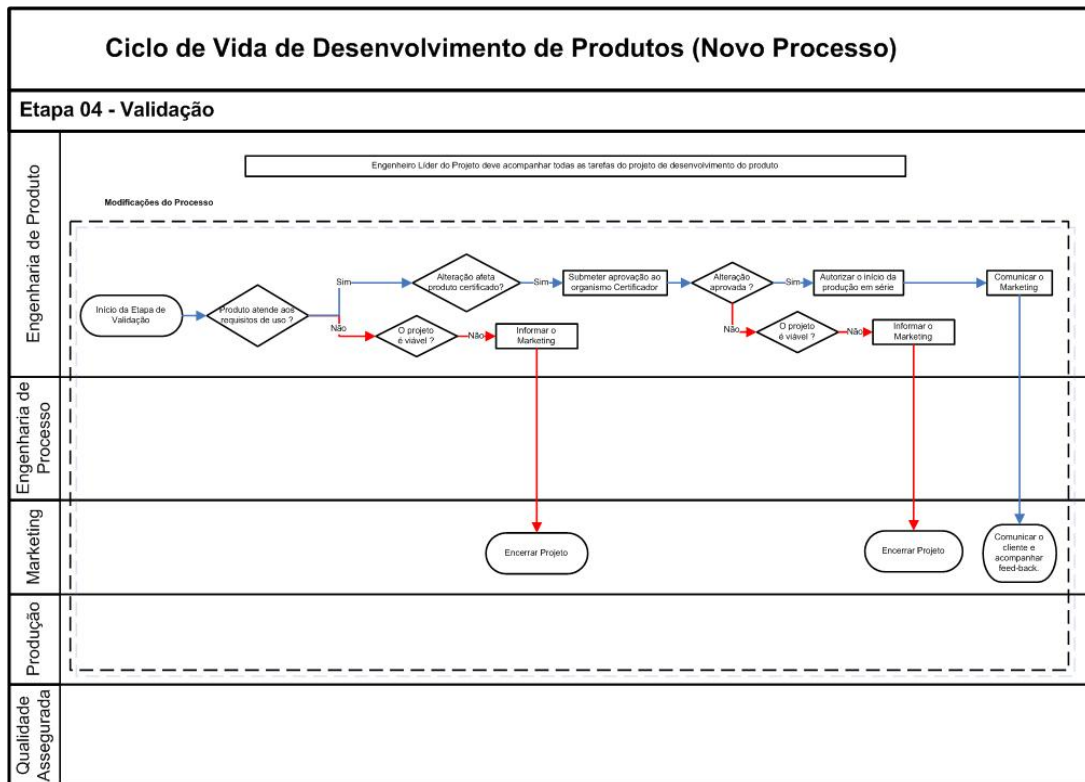 Ciclo de Vida de Desenvolvimento de Produtos (Novo Processo)
Etapa 04 - Validação
Engenharia de Produto
Engenheiro Líder do Projeto deve acompanhar todas as tarefas do projeto de desenvolvimento do produto
Modificações do Processo
Início da Etapa de
Validação
Produto atende aos
requisitos de uso ?
Sim
Alteração afeta
produto certificado?
Sim
Submeter aprovação ao
organismo Certificador
Alteração
aprovada ?
Sim
Autorizar o início da
produção em série
Comunicar o
Marketing
Não
O projeto
é viável ?
Não
Informar o
Marketing
Não
O projeto
é viável ?
Não
Informar o
Marketing
Engenharia de
Processo
Marketing
Encerrar Projeto
Encerrar Projeto
Comunicar o
cliente e
acompanhar
feed-back.
Produção
Qualidade
Assegurada